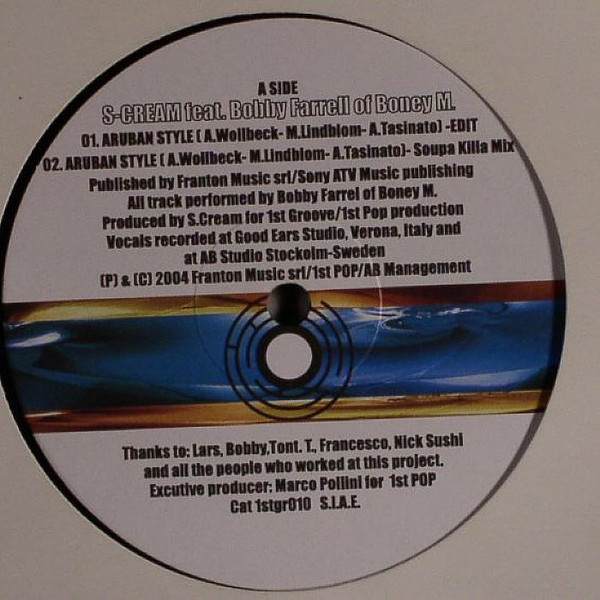 A SIDE
S-CREAM feat. Bobby Farrell of Boney M.
01. ARUBAN STYLE ( A.Wollbeck- M.Lindblom- A.Tasinato) -EDIT
02. ARUBAN STYLE ( A.Wollbeck- M.Lindblom- A.Tasinato)- Soupa Killa Mix
Published by Franton Music srl/Sony ATV Music publishing
All track performed by Bobby Farrel of Boney M.
Produced by S.Cream for 1st Groove/1st Pop production
Vocals recorded at Good Ears Studio, Verona, Italy and
at AB Studio Stockolm-Sweden
(P) & (C) 2004 Franton Music srl/1st POP/AB Management
Thanks to: Lars, Bobby,Tont. T., Francesco, Nick Sushi
and all the people who worked at this project.
Excutive producer: Marco Pollini for 1st POP
Cat 1stgr010 S.I.A.E.